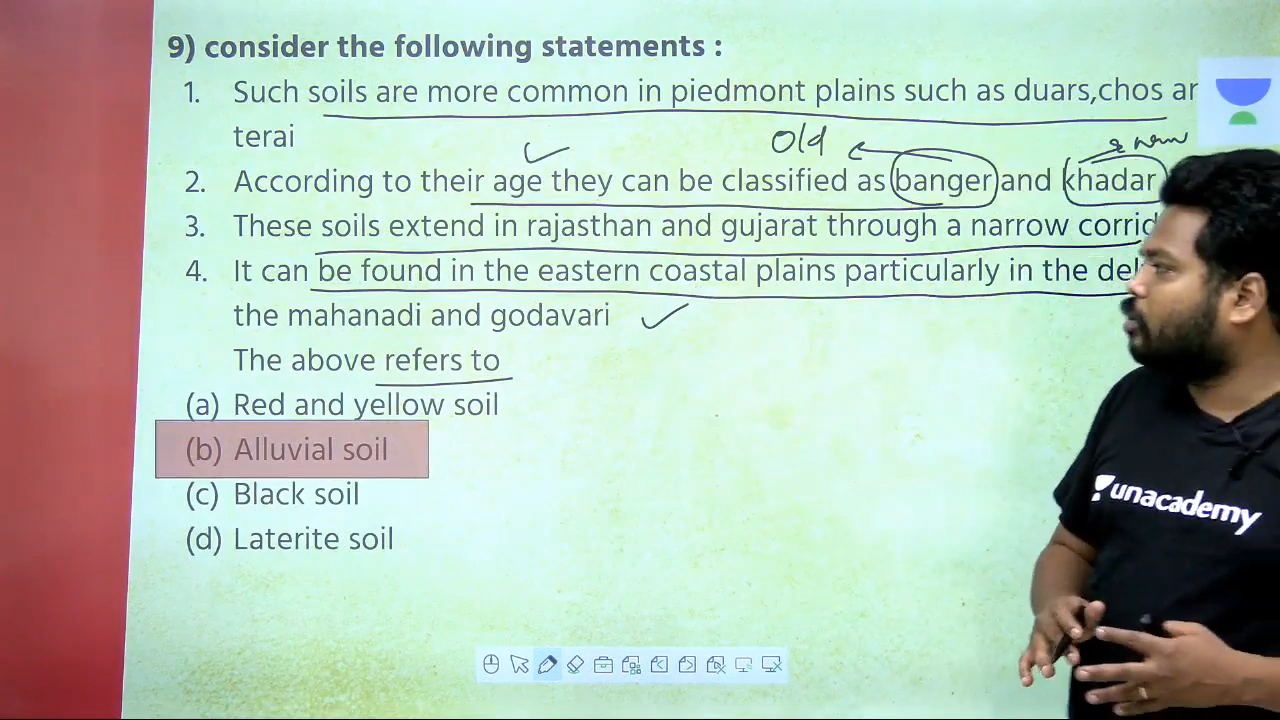 9) consider the following statements :
1. Such soils are more common in piedmont plains such as duars,chos ar
terai
Old
new
2. According to their age they can be classified as banger and khadar
3. These soils extend in rajasthan and gujarat through a narrow corrid
4. It can be found in the eastern coastal plains particularly in the del
the mahanadi and godavari
The above refers to
(a) Red and yellow soil
(b) Alluvial soil
(c) Black soil
(d) Laterite soil
unacademy